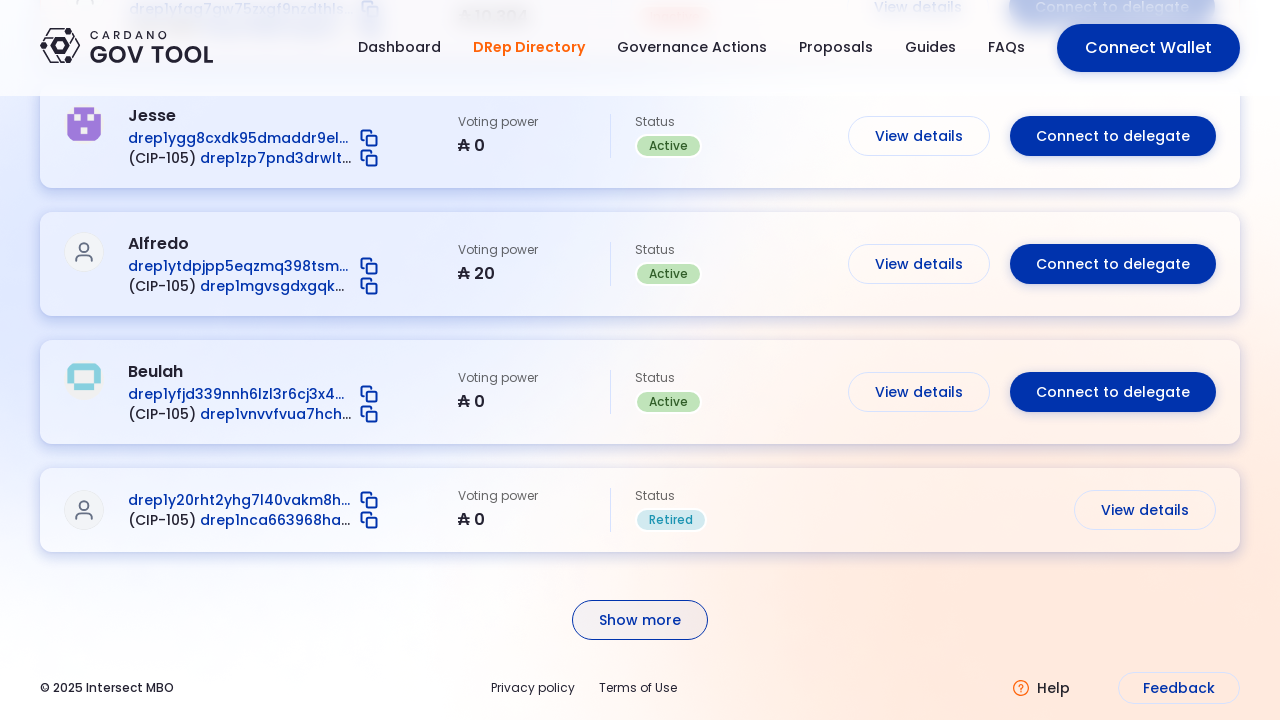 CARDANO
GOV TOOL
Dashboard
DRep Directory
Governance Actions
Proposals
Guides
FAQs
Connect Wallet
View details
Connect to delegate
Jesse
drep1ygg8cxdk95dmaddr9el...
(CIP-105) drep1zp7pnd3drwlt...
Voting power
₳ 0
Status
Active
View details
Connect to delegate
Alfredo
drep1ytdpjpp5eqzmq398tsm...
(CIP-105) drep1mgvsgdxgqk...
Voting power
₳ 20
Status
Active
View details
Connect to delegate
Beulah
drep1yfjd339nnh6lzl3r6cj3x4...
(CIP-105) drep1vnvvfvua7hch...
Voting power
₳ 0
Status
Active
View details
Connect to delegate
drep1y20rht2yhg7l40vakm8h...
(CIP-105) drep1nca663968ha...
Voting power
₳ 0
Status
Retired
View details
Show more
© 2025 Intersect MBO
Privacy policy
Terms of Use
Help
Feedback